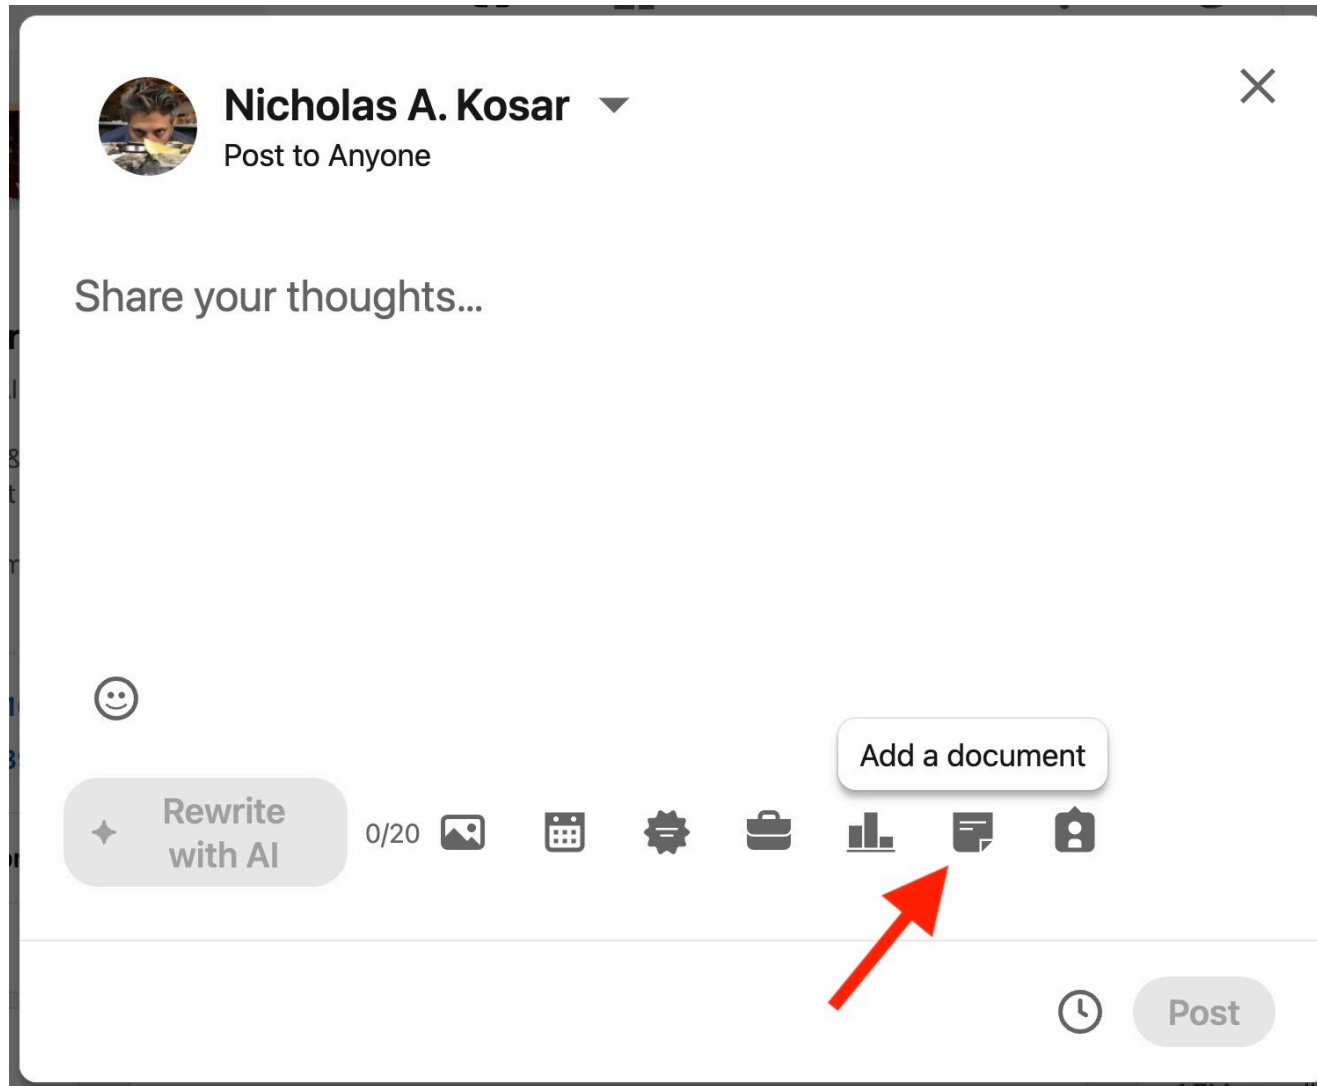 Nicholas A. Kosar
Post to Anyone
Share your thoughts...
Add a document
Rewrite
with AI
0/20
Post